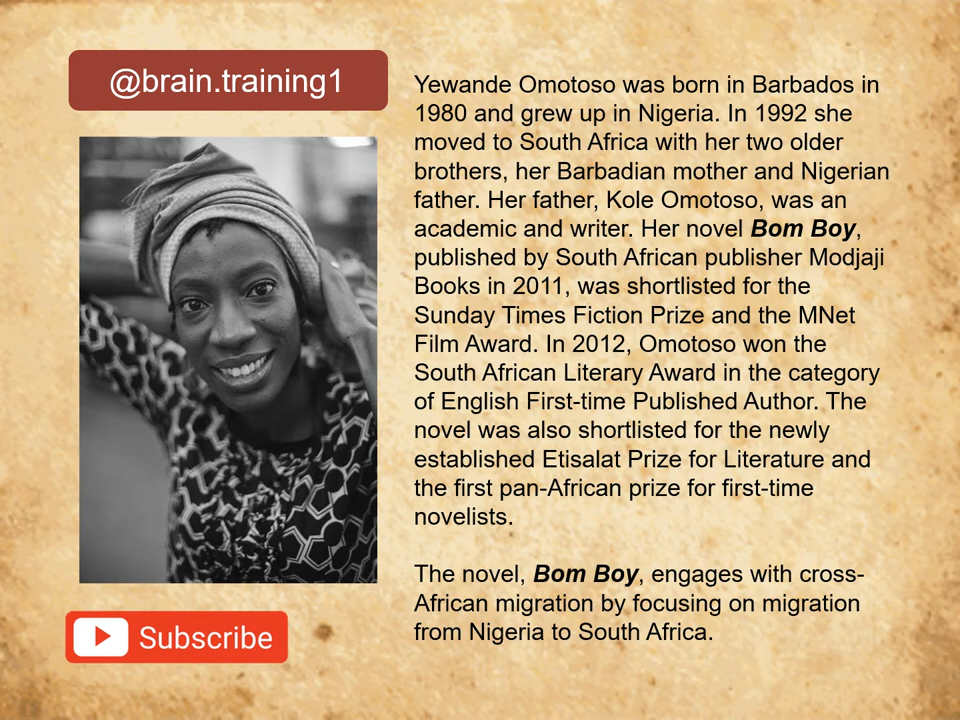 @brain.training1
Yewande Omotoso was born in Barbados in
1980 and grew up in Nigeria. In 1992 she
moved to South Africa with her two older
brothers, her Barbadian mother and Nigerian
father. Her father, Kole Omotoso, was an
academic and writer. Her novel Bom Boy,
published by South African publisher Modjaji
Books in 2011, was shortlisted for the
Sunday Times Fiction Prize and the MNet
Film Award. In 2012, Omotoso won the
South African Literary Award in the category
of English First-time Published Author. The
novel was also shortlisted for the newly
established Etisalat Prize for Literature and
the first pan-African prize for first-time
novelists.
The novel, Bom Boy, engages with cross-
African migration by focusing on migration
from Nigeria to South Africa.
Subscribe